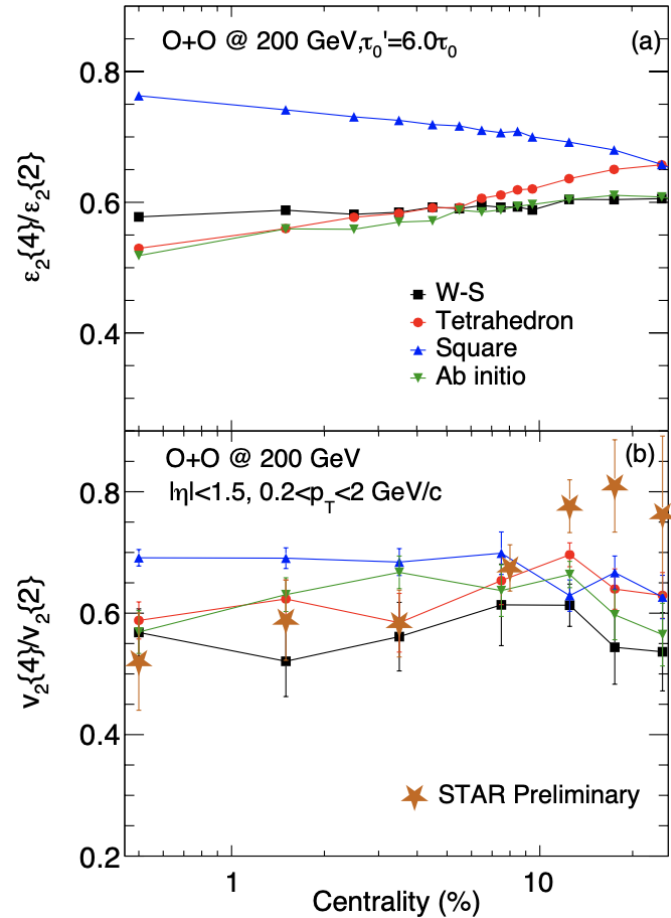 O+O @ 200 GeV,τ₀'=6.0τ₀
(a)
0.8
0.6
0.4
ε₂{4}/ε₂{2}
W-S
Tetrahedron
Square
Ab initio
O+O @ 200 GeV
(b)
|η|<1.5, 0.2<p_T<2 GeV/c
0.8
0.6
0.4
0.2
v₂{4}/v₂{2}
STAR Preliminary
1
10
Centrality (%)